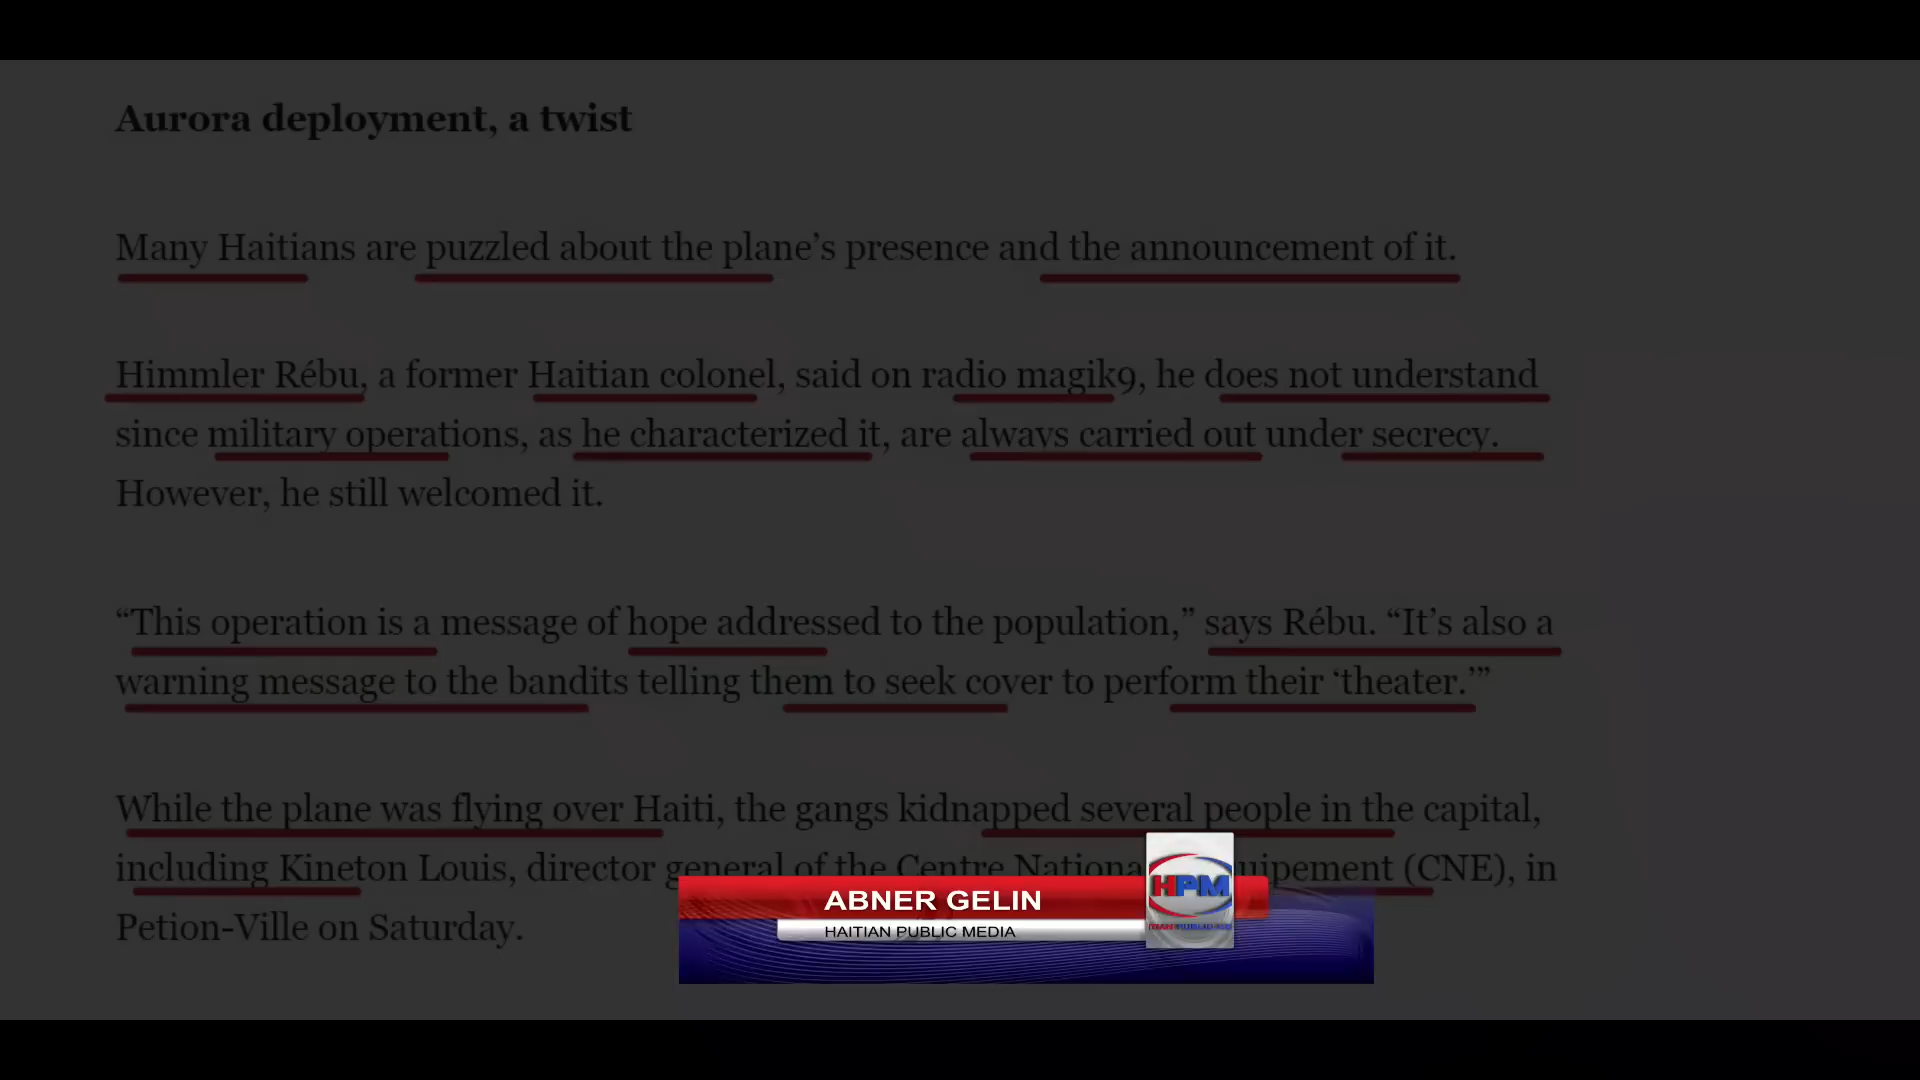 Aurora deployment, a twist
Many Haitians are puzzled about the plane’s presence and the announcement of it.
Himmler Rébu, a former Haitian colonel, said on radio magik9, he does not understand
since military operations, as he characterized it, are always carried out under secrecy.
However, he still welcomed it.
“This operation is a message of hope addressed to the population,” says Rébu. “It’s also a
warning message to the bandits telling them to seek cover to perform their ‘theater.’”
While the plane was flying over Haiti, the gangs kidnapped several people in the capital,
including Kineton Louis, director general of the Centre Nationa uipement (CNE), in
Petion-Ville on Saturday.
ABNER GELIN
HAITIAN PUBLIC MEDIA
HPM